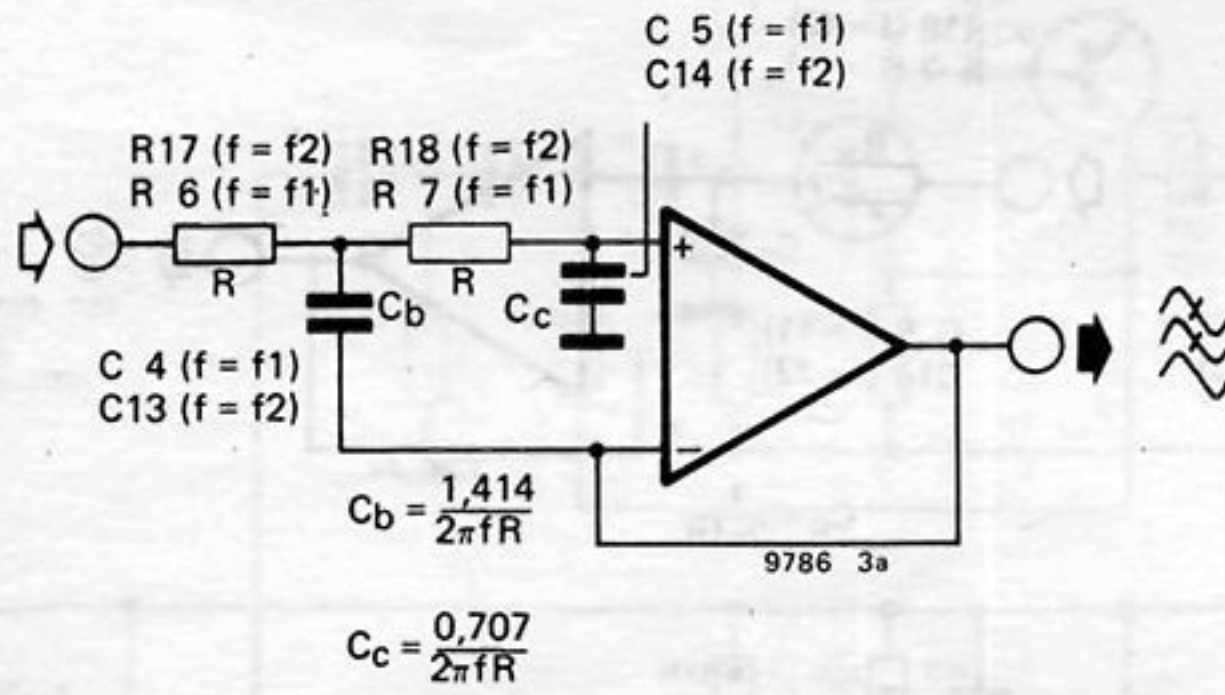 C 5 (f = f1)
C14 (f = f2)
R17 (f = f2) R18 (f = f2)
R 6 (f = f1) R 7 (f = f1)
+
R
R
Cb
Cc
C 4 (f = f1)
C13 (f = f2)
−
Cb = 1,414 / 2πfR
9786 3a
Cc = 0,707 / 2πfR